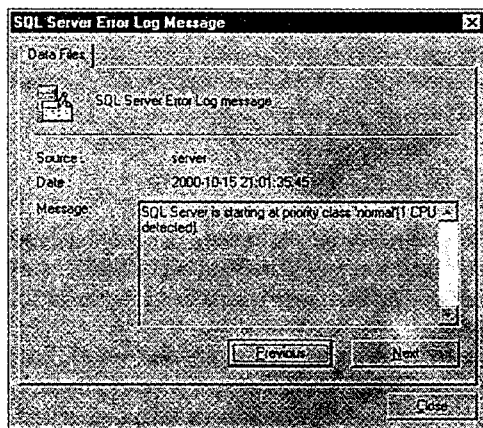 SQL Server Error Log Message
Data Files
SQL Server Error Log message
Source: server
Date: 2000-10-15 21:01:35.45
Message: SQL Server is starting at priority class 'normal'(1 CPU
detected).
Previous Next
Close